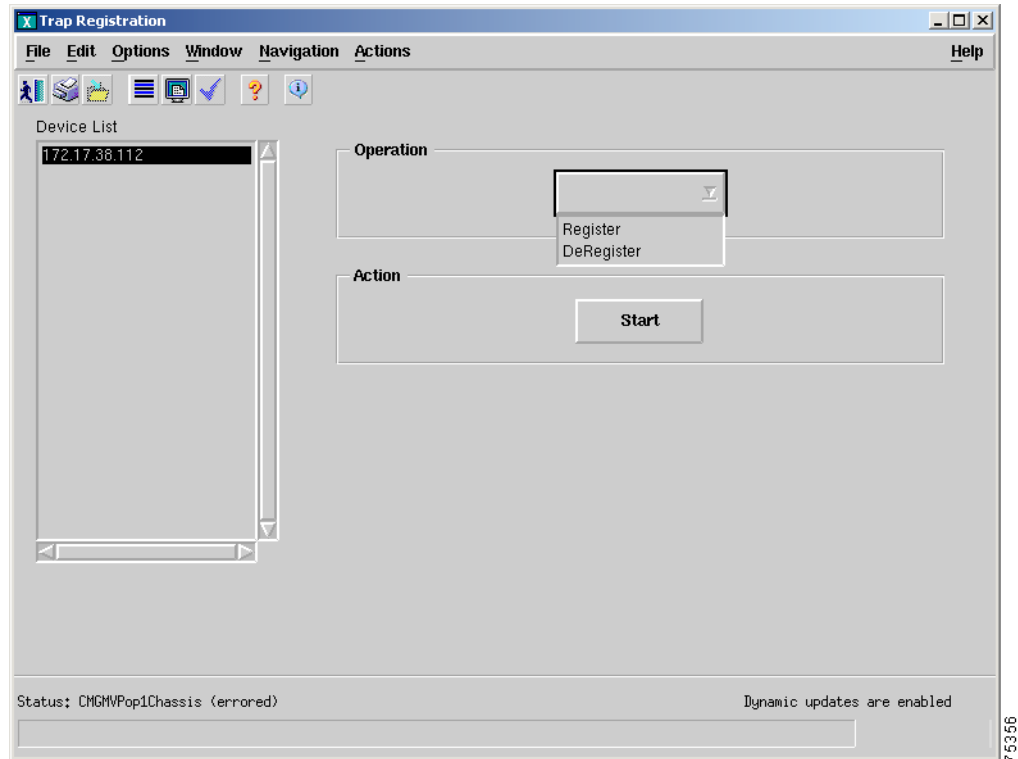 Trap Registration
File Edit Options Window Navigation Actions Help
Device List
172.17.38.112
Operation
Register
DeRegister
Action
Start
Status: CMGMVPop1Chassis (errored) Dynamic updates are enabled
75356